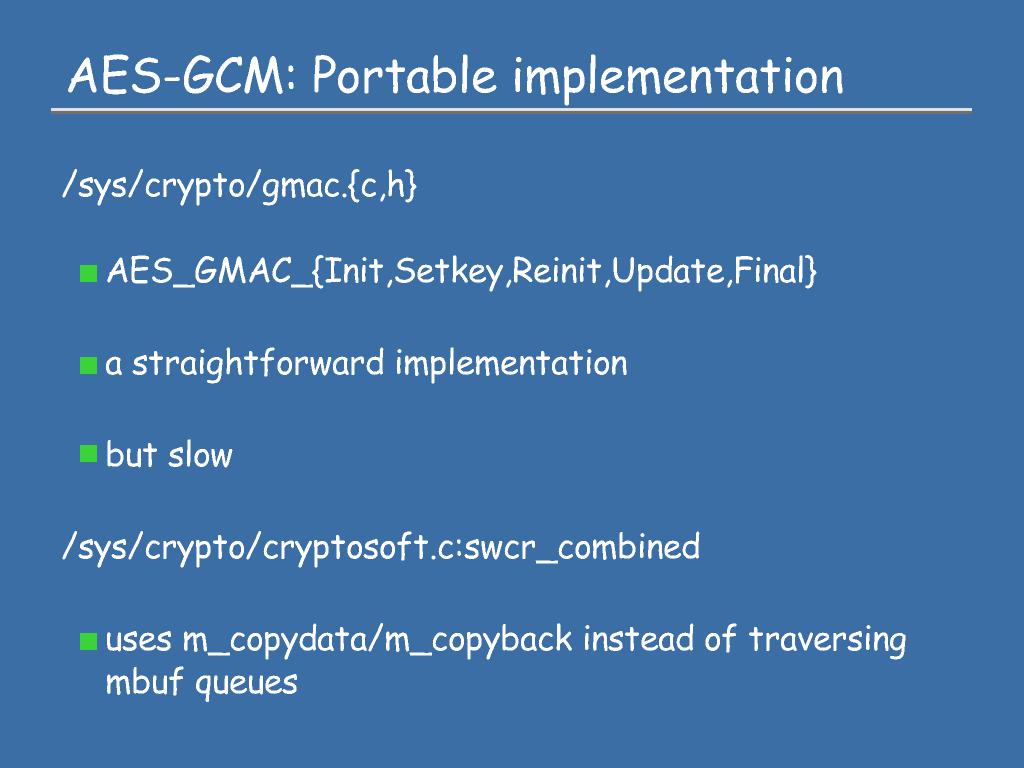 AES-GCM: Portable implementation
/sys/crypto/gmac.{c,h}
AES_GMAC_{Init,Setkey,Reinit,Update,Final}
a straightforward implementation
but slow
/sys/crypto/cryptosoft.c:swcr_combined
uses m_copydata/m_copyback instead of traversing
mbuf queues